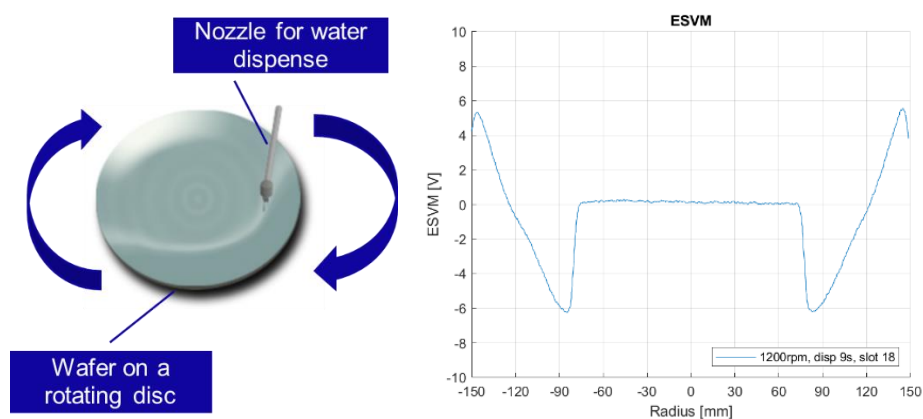 Nozzle for water
dispense
Wafer on a
rotating disc
ESVM
ESVM [V]
10
8
6
4
2
0
-2
-4
-6
-8
-10
-150
-120
-90
-60
-30
0
30
60
90
120
150
Radius [mm]
1200rpm, disp 9s, slot 18